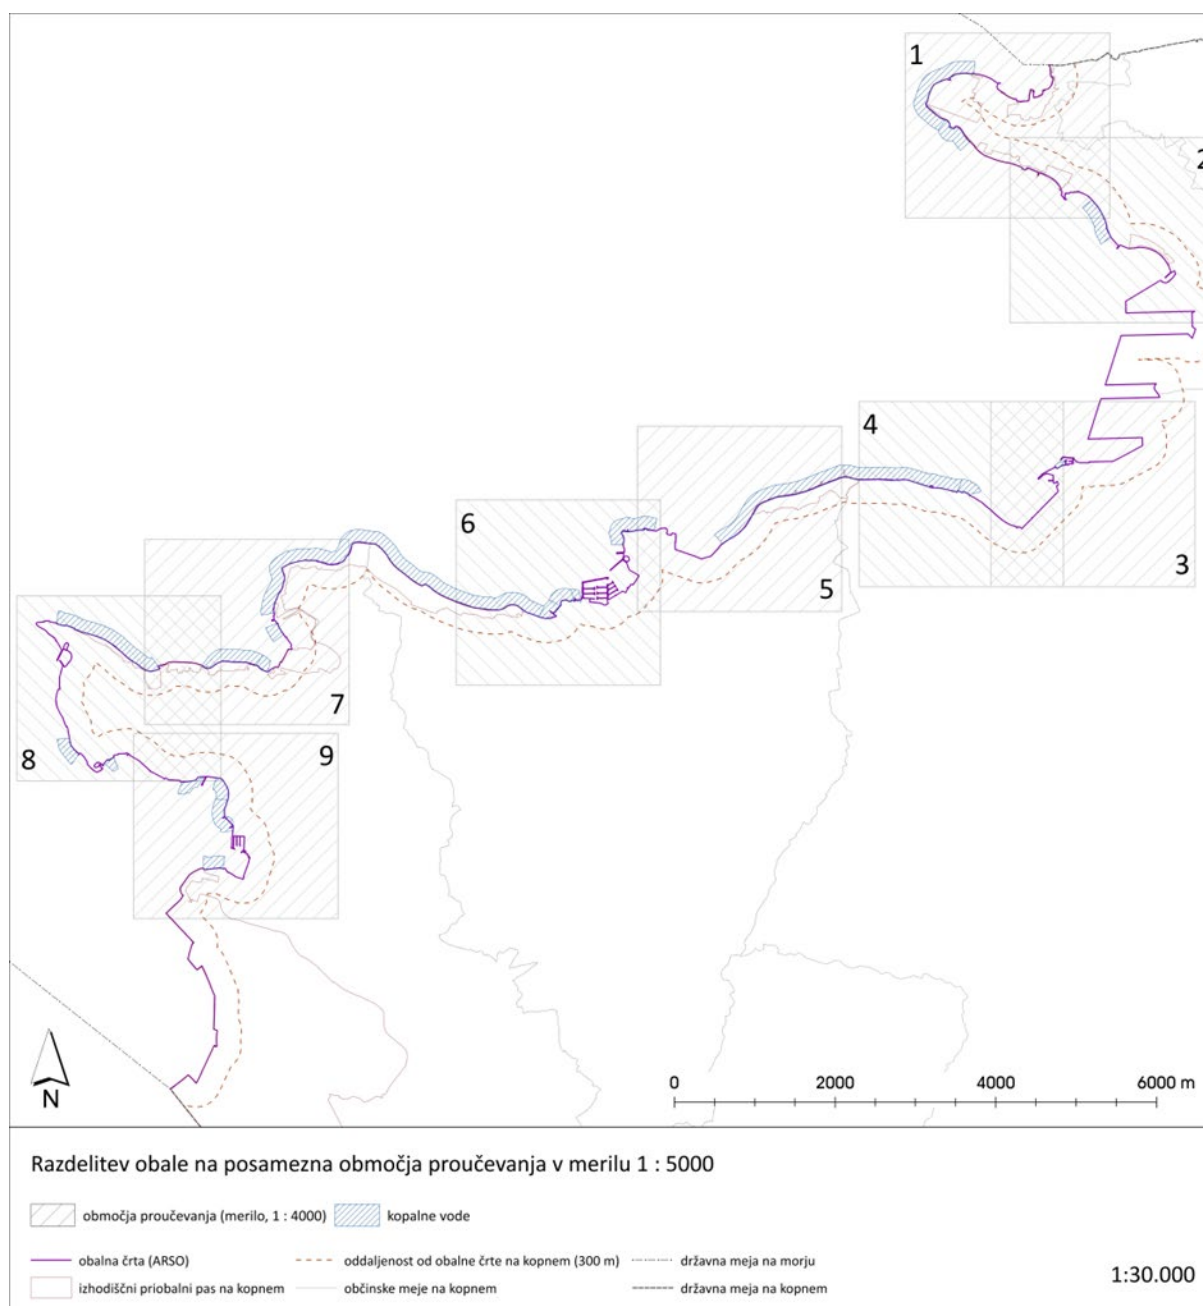 1
2
4
6
3
5
7
8
9
N
0 2000 4000 6000 m
Razdelitev obale na posamezna območja proučevanja v merilu 1 : 5000
območja proučevanja (merilo, 1 : 4000) kopalne vode
obalna črta (ARSO) oddaljenost od obalne črte na kopnem (300 m) državna meja na morju
izhodiščni priobalni pas na kopnem občinske meje na kopnem državna meja na kopnem
1:30.000